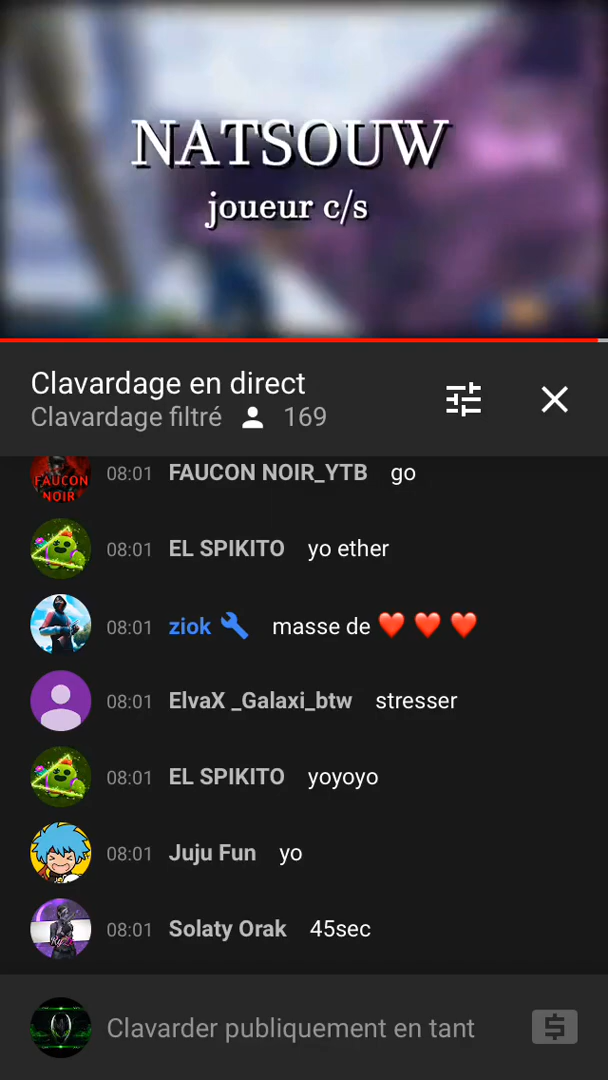 NATSOUW
joueur c/s
Clavardage en direct
Clavardage filtré 169
FAUCON NOIR
08:01 FAUCON NOIR_YTB go
08:01 EL SPIKITO yo ether
08:01 ziok masse de ❤️ ❤️ ❤️
08:01 ElvaX _Galaxi_btw stresser
08:01 EL SPIKITO yoyoyo
08:01 Juju Fun yo
08:01 Solaty Orak 45sec
Clavarder publiquement en tant